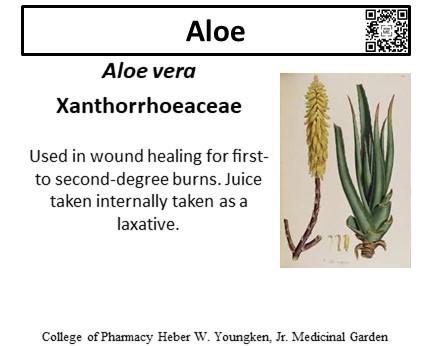 Aloe
Aloe vera
Xanthorrhoeaceae
Used in wound healing for first-
to second-degree burns. Juice
taken internally taken as a
laxative.
College of Pharmacy Heber W. Youngken, Jr. Medicinal Garden